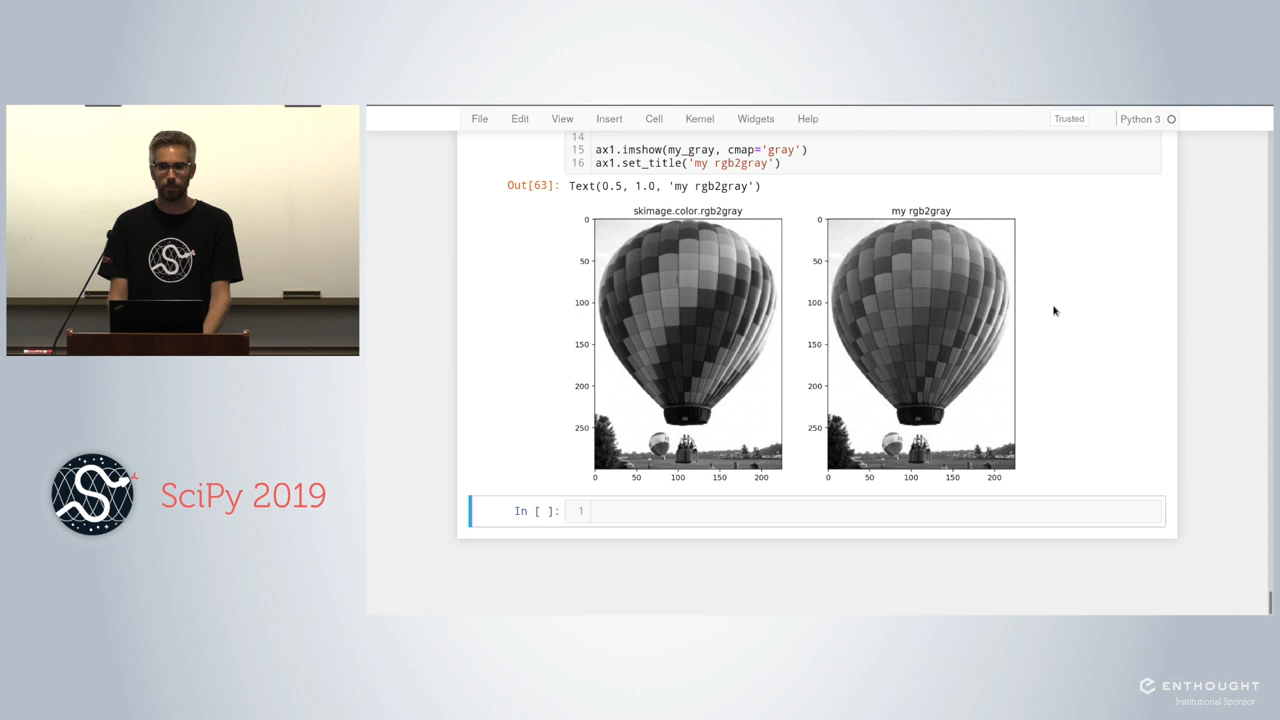 File Edit View Insert Cell Kernel Widgets Help Trusted Python 3
14
15 ax1.imshow(my_gray, cmap='gray')
16 ax1.set_title('my rgb2gray')
Out[63]: Text(0.5, 1.0, 'my rgb2gray')
skimage.color.rgb2gray my rgb2gray
0 0
50 50
100 100
150 150
200 200
250 250
0 50 100 150 200 0 50 100 150 200
In [ ]: 1
SciPy 2019
ENTHOUGHT
Institutional Sponsor